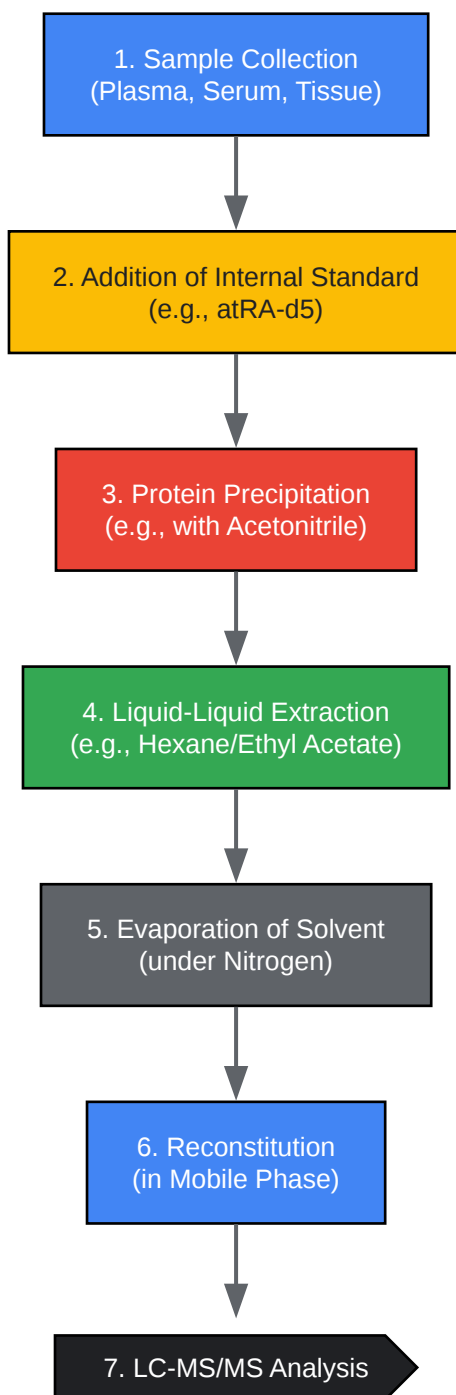 1. Sample Collection
(Plasma, Serum, Tissue)
2. Addition of Internal Standard
(e.g., atRA-d5)
3. Protein Precipitation
(e.g., with Acetonitrile)
4. Liquid-Liquid Extraction
(e.g., Hexane/Ethyl Acetate)
5. Evaporation of Solvent
(under Nitrogen)
6. Reconstitution
(in Mobile Phase)
7. LC-MS/MS Analysis